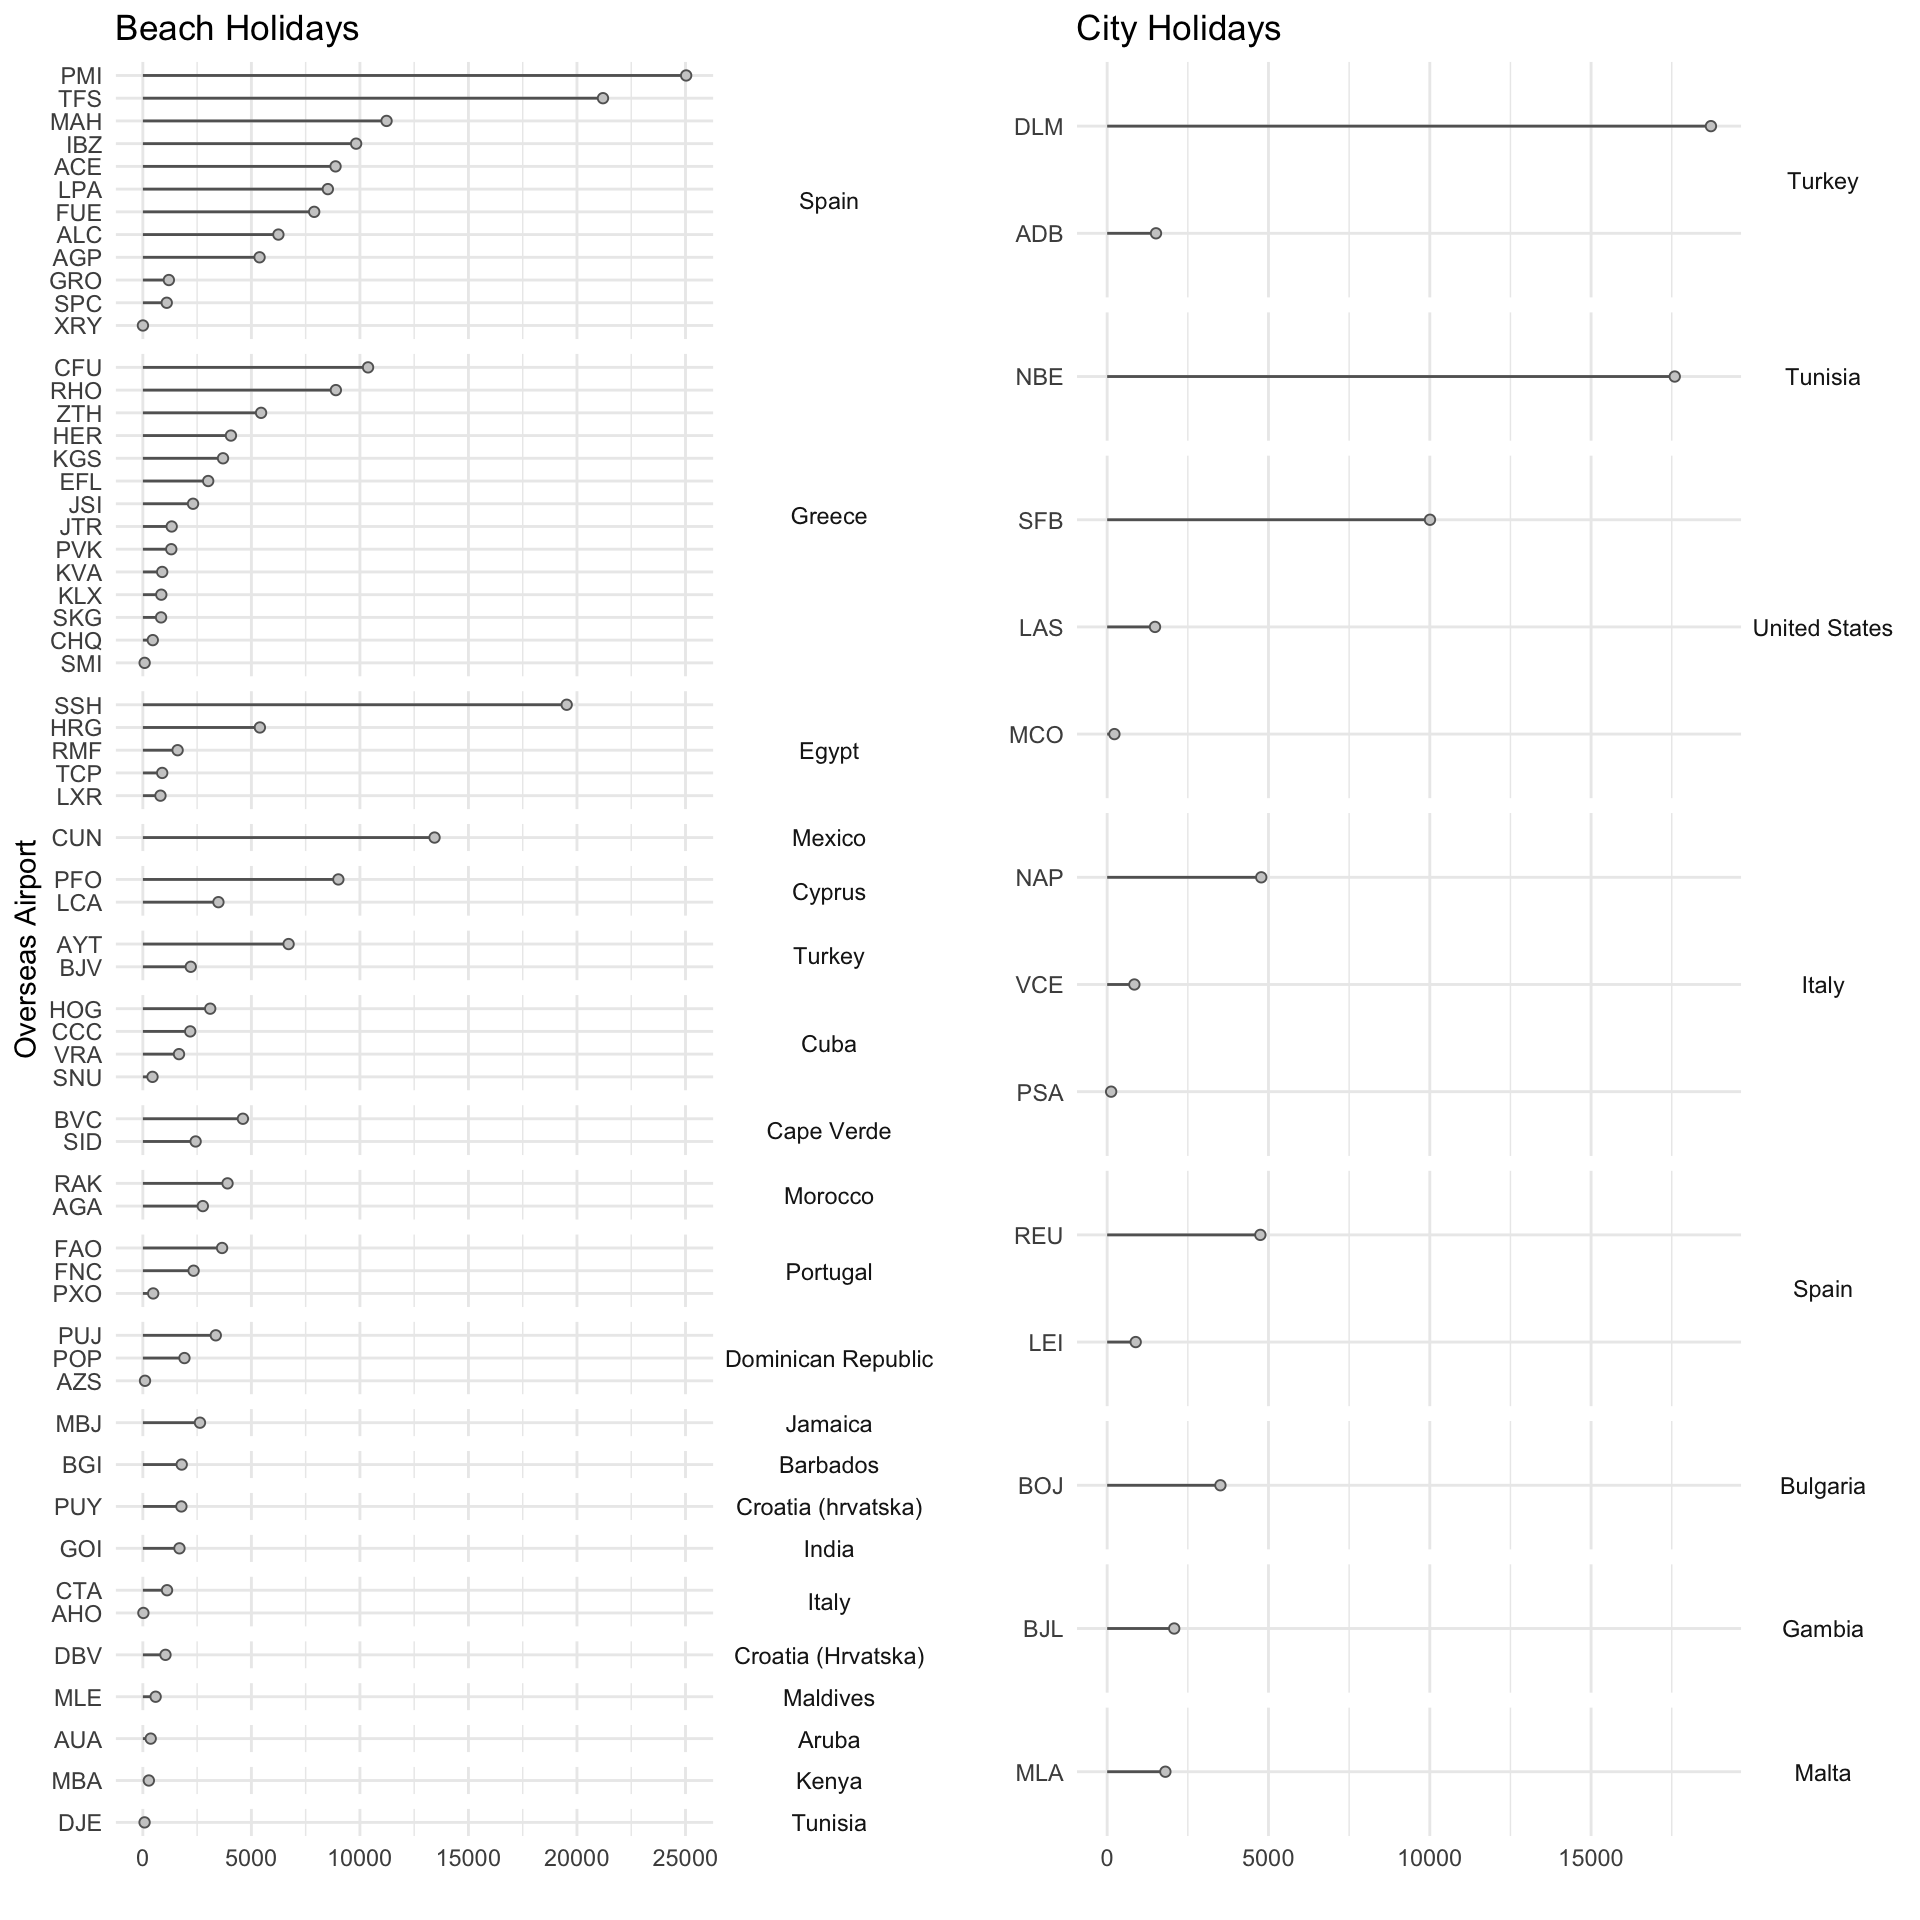 Beach Holidays
PMI
TFS
MAH
IBZ
ACE
LPA
FUE
ALC
AGP
GRO
SPC
XRY
Spain
CFU
RHO
ZTH
HER
KGS
EFL
JSI
JTR
PVK
KVA
KLX
SKG
CHQ
SMI
Greece
SSH
HRG
RMF
TCP
LXR
Egypt
CUN
Mexico
PFO
LCA
Cyprus
AYT
BJV
Turkey
HOG
CCC
VRA
SNU
Cuba
BVC
SID
Cape Verde
RAK
AGA
Morocco
FAO
FNC
PXO
Portugal
PUJ
POP
AZS
Dominican Republic
MBJ
Jamaica
BGI
Barbados
PUY
Croatia (hrvatska)
GOI
India
CTA
AHO
Italy
DBV
Croatia (Hrvatska)
MLE
Maldives
AUA
Aruba
MBA
Kenya
DJE
Tunisia
0 5000 10000 15000 20000 25000
Overseas Airport
City Holidays
DLM
ADB
Turkey
NBE
Tunisia
SFB
LAS
MCO
United States
NAP
VCE
PSA
Italy
REU
LEI
Spain
BOJ
Bulgaria
BJL
Gambia
MLA
Malta
0 5000 10000 15000